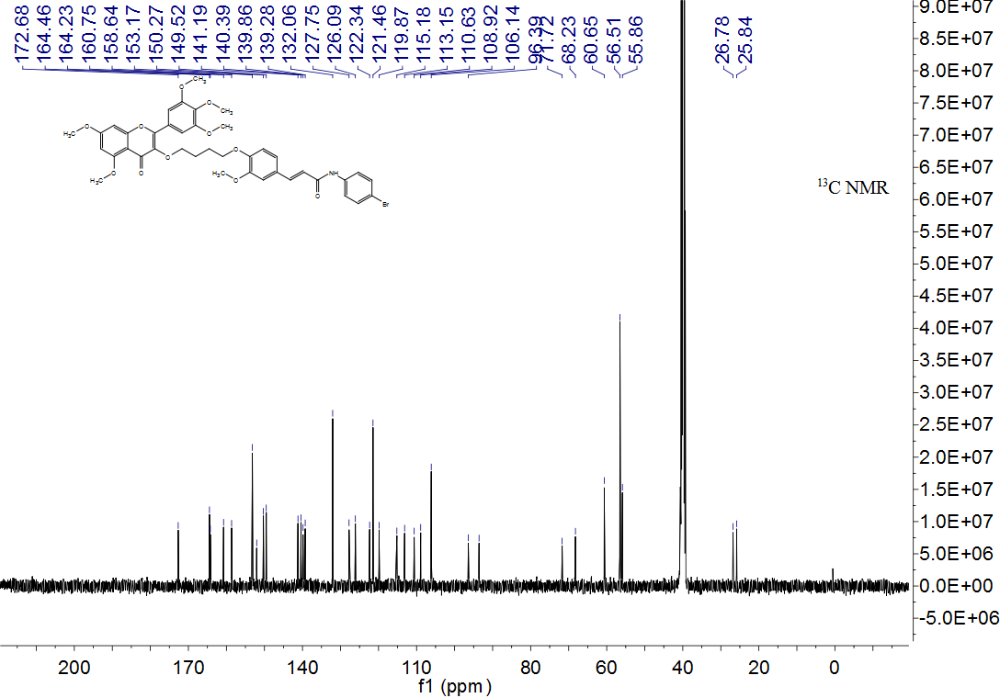 172.68
164.46
164.23
160.75
158.64
153.17
150.27
149.52
141.19
140.39
139.86
139.28
132.06
127.75
126.09
122.34
121.46
119.87
115.18
113.15
110.63
108.92
106.14
96.39
71.72
68.23
60.65
56.51
55.86
26.78
25.84
O
CH₃
O
CH₃
O
CH₃
H₃C
O
O
O
H₃C
O
O
O
H₃C
O
O
NH
Br
¹³C NMR
9.0E+07
8.5E+07
8.0E+07
7.5E+07
7.0E+07
6.5E+07
6.0E+07
5.5E+07
5.0E+07
4.5E+07
4.0E+07
3.5E+07
3.0E+07
2.5E+07
2.0E+07
1.5E+07
1.0E+07
5.0E+06
0.0E+00
-5.0E+06
200 170 140 110 80 60 40 20 0
f1 (ppm)